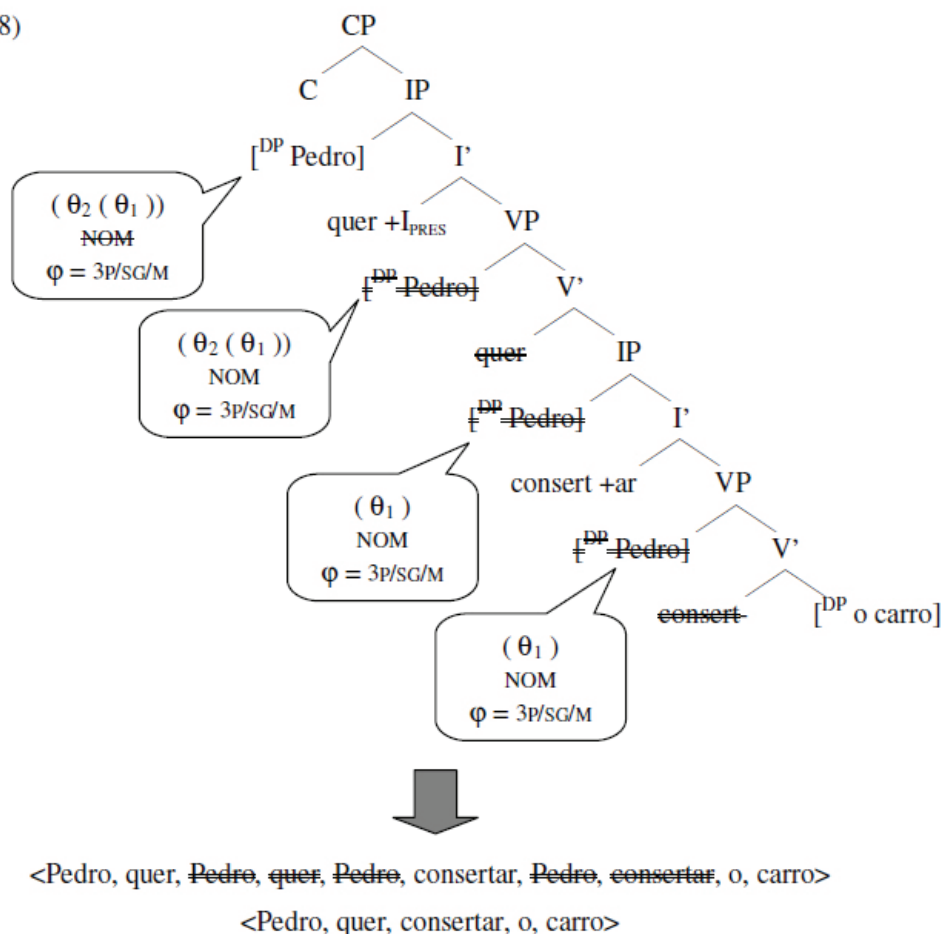 8)
CP
C IP
[ᴰᴾ Pedro] I’
( θ₂ ( θ₁ ))
NOM
φ = 3P/SG/M
quer +I_PRES VP
[ᴰᴾ Pedro] V’
( θ₂ ( θ₁ ))
NOM
φ = 3P/SG/M
quer IP
[ᴰᴾ Pedro] I’
consert +ar VP
( θ₁ )
NOM
φ = 3P/SG/M
[ᴰᴾ Pedro] V’
consert [ᴰᴾ o carro]
( θ₁ )
NOM
φ = 3P/SG/M
<Pedro, quer, Pedro, quer, Pedro, consertar, Pedro, consertar, o, carro>
<Pedro, quer, consertar, o, carro>